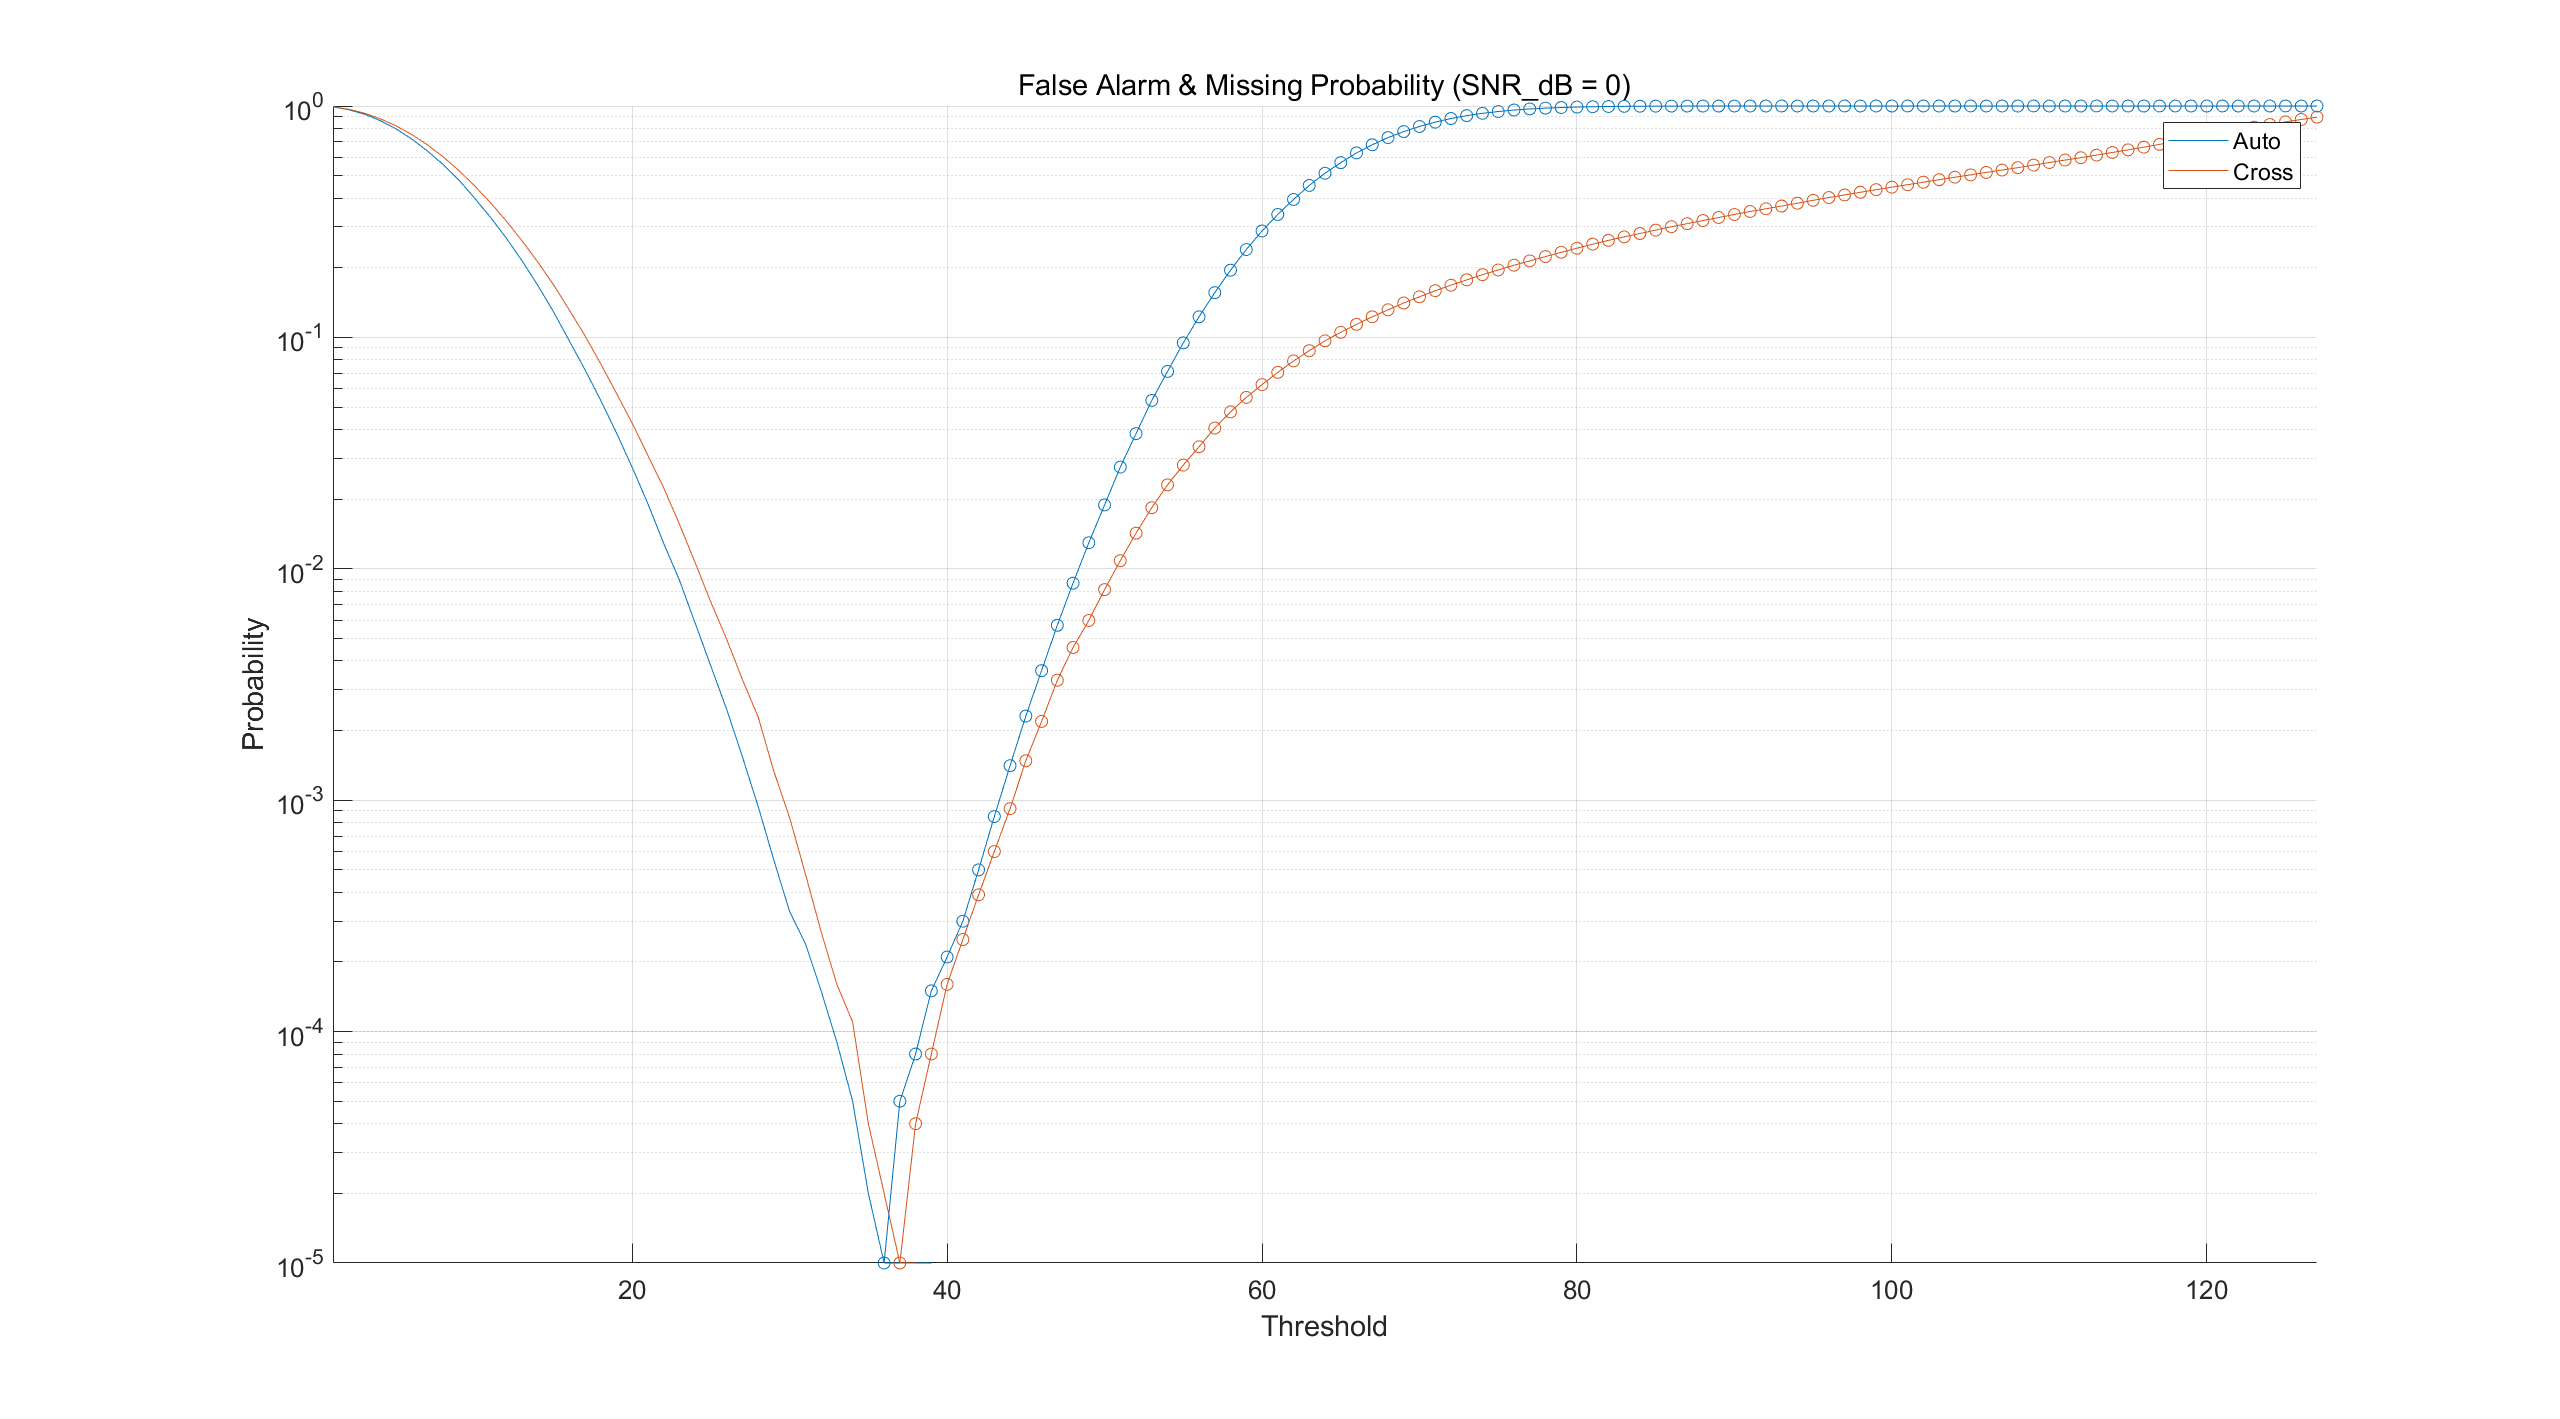 False Alarm & Missing Probability (SNR_dB = 0)
10^0
10^-1
10^-2
10^-3
10^-4
10^-5
Probability
Auto
Cross
20 40 60 80 100 120
Threshold